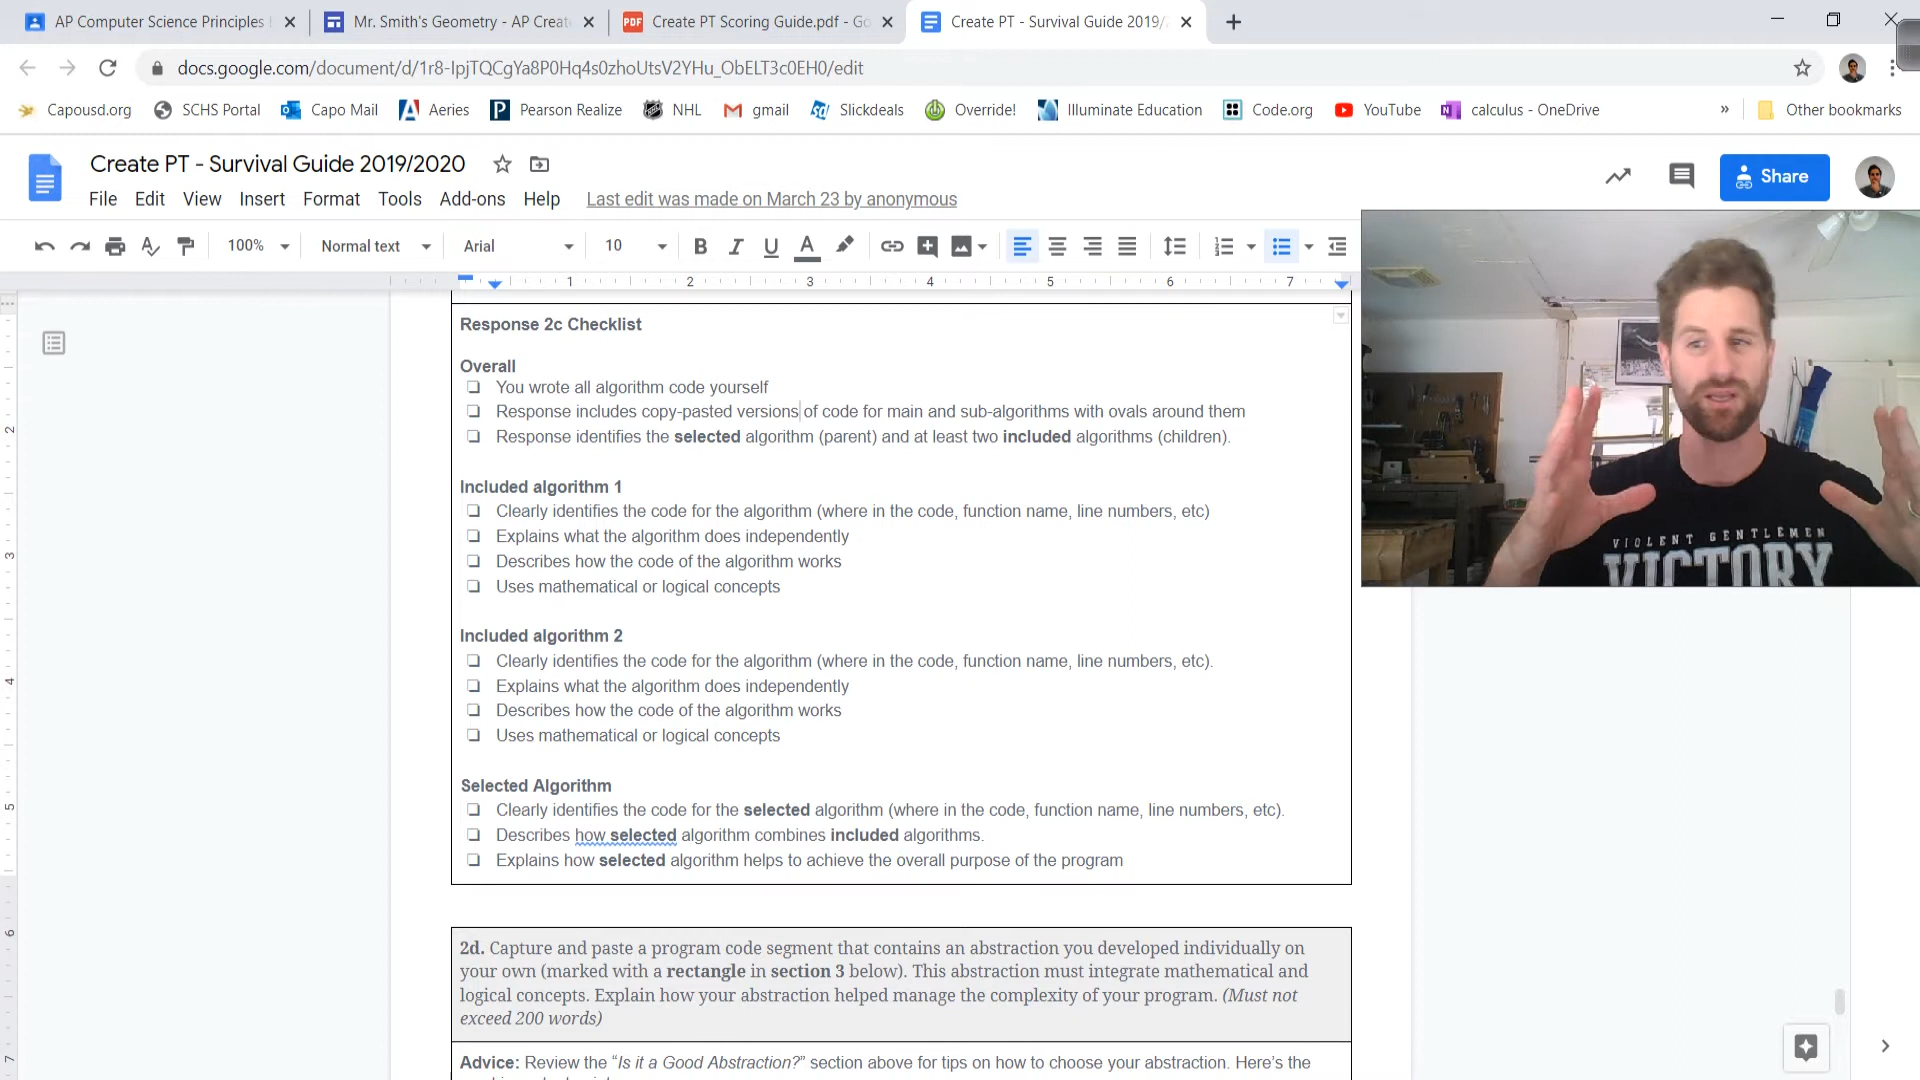 AP Computer Science Principles
Mr. Smith's Geometry - AP Creat
Create PT Scoring Guide.pdf - Go
Create PT - Survival Guide 2019/
docs.google.com/document/d/1r8-IpjTQCgYa8P0Hq4s0zhoUtsV2YHu_ObELT3c0EH0/edit
Capousd.org
SCHS Portal
Capo Mail
Aeries
Pearson Realize
NHL
gmail
Slickdeals
Override!
Illuminate Education
Code.org
YouTube
calculus - OneDrive
»
Other bookmarks
Create PT - Survival Guide 2019/2020
File Edit View Insert Format Tools Add-ons Help
Last edit was made on March 23 by anonymous
Share
100% Normal text Arial 10 B I U A
1 2 3 4 5 6 7
Response 2c Checklist
Overall
❏ You wrote all algorithm code yourself
❏ Response includes copy-pasted versions of code for main and sub-algorithms with ovals around them
❏ Response identifies the selected algorithm (parent) and at least two included algorithms (children).
Included algorithm 1
❏ Clearly identifies the code for the algorithm (where in the code, function name, line numbers, etc)
❏ Explains what the algorithm does independently
❏ Describes how the code of the algorithm works
❏ Uses mathematical or logical concepts
Included algorithm 2
❏ Clearly identifies the code for the algorithm (where in the code, function name, line numbers, etc).
❏ Explains what the algorithm does independently
❏ Describes how the code of the algorithm works
❏ Uses mathematical or logical concepts
Selected Algorithm
❏ Clearly identifies the code for the selected algorithm (where in the code, function name, line numbers, etc).
❏ Describes how selected algorithm combines included algorithms.
❏ Explains how selected algorithm helps to achieve the overall purpose of the program
2d. Capture and paste a program code segment that contains an abstraction you developed individually on
your own (marked with a rectangle in section 3 below). This abstraction must integrate mathematical and
logical concepts. Explain how your abstraction helped manage the complexity of your program. (Must not
exceed 200 words)
Advice: Review the “Is it a Good Abstraction?” section above for tips on how to choose your abstraction. Here’s the
2
3
4
5
6
7
VIOLENT GENTLEMEN
VICTORY